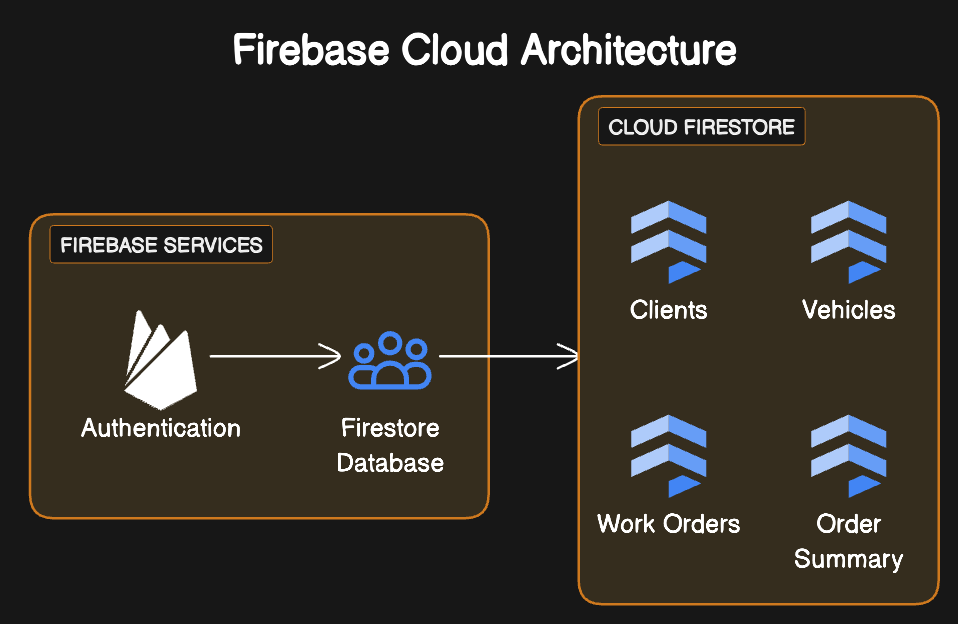 Firebase Cloud Architecture
CLOUD FIRESTORE
FIREBASE SERVICES
Clients
Vehicles
Authentication
Firestore
Database
Work Orders
Order
Summary